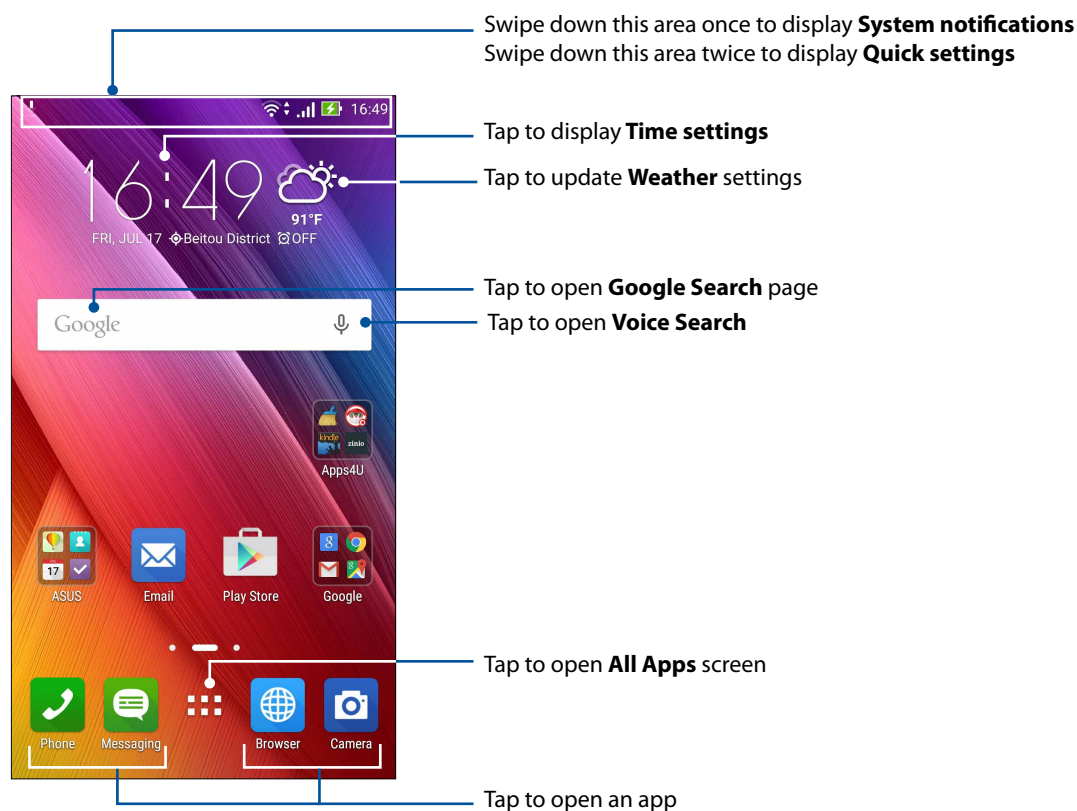 Swipe down this area once to display System notifications
Swipe down this area twice to display Quick settings
16:49
Tap to display Time settings
16:49
Tap to update Weather settings
91°F
FRI, JUL 17 Beitou District OFF
Tap to open Google Search page
Google
Tap to open Voice Search
kindle zinio
Apps4U
8
17
8
ASUS Email Play Store Google
Tap to open All Apps screen
Phone Messaging Browser Camera
Tap to open an app